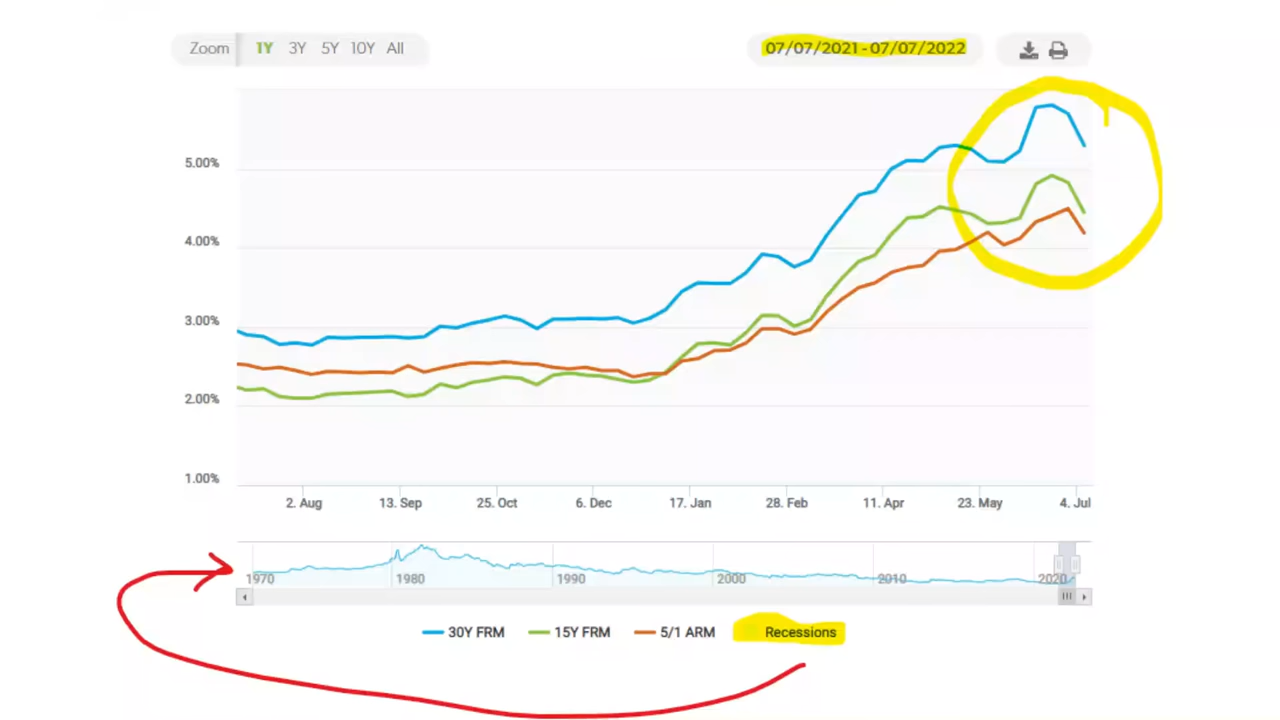 Zoom 1Y 3Y 5Y 10Y All 07/07/2021 - 07/07/2022
5.00%
4.00%
3.00%
2.00%
1.00%
2. Aug 13. Sep 25. Oct 6. Dec 17. Jan 28. Feb 11. Apr 23. May 4. Jul
1970 1980 1990 2000 2010 2020
30Y FRM 15Y FRM 5/1 ARM Recessions